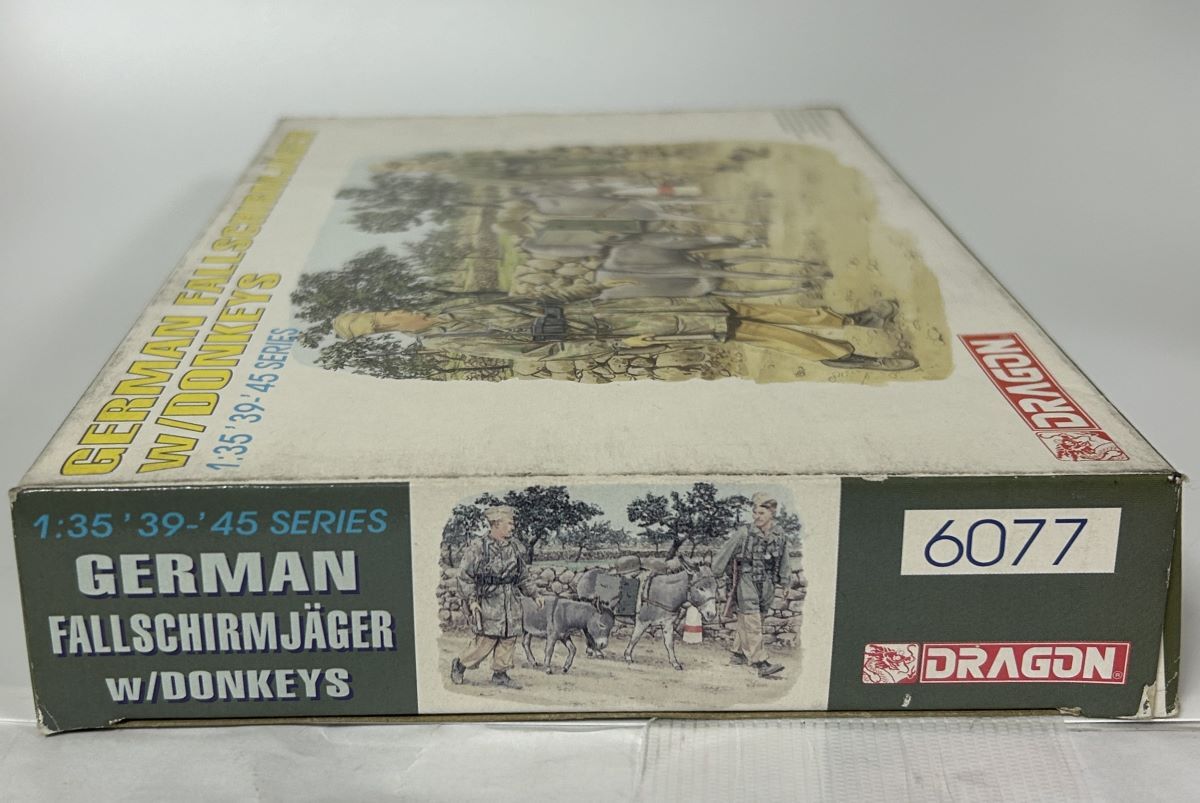 GERMAN FALLSCHIRMJÄGER
W/DONKEYS
1:35 '39-'45 SERIES
DRAGON
1:35 '39-'45 SERIES
GERMAN
FALLSCHIRMJÄGER
W/DONKEYS
6077
DRAGON®